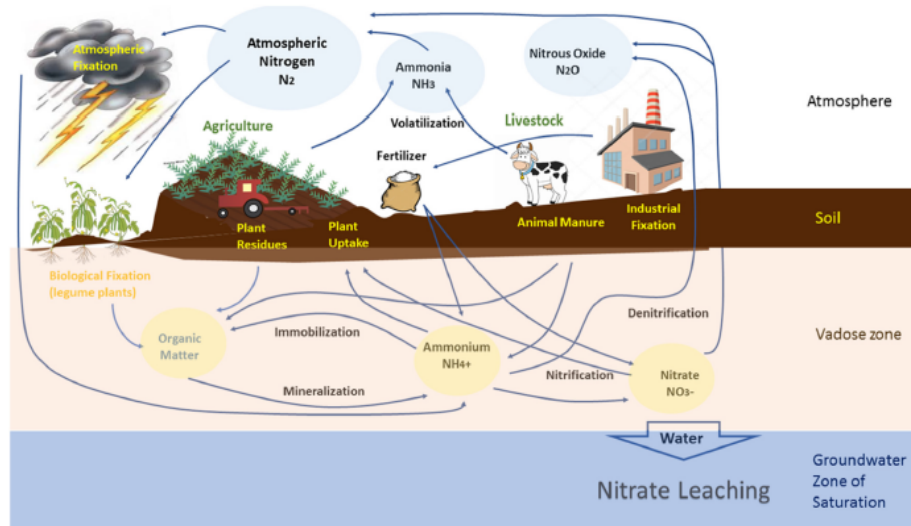 Atmospheric
Fixation
Atmospheric
Nitrogen
N2
Ammonia
NH3
Nitrous Oxide
N2O
Atmosphere
Agriculture
Volatilization
Livestock
Fertilizer
Plant
Residues
Plant
Uptake
Animal Manure
Industrial
Fixation
Soil
Biological Fixation
(legume plants)
Organic
Matter
Immobilization
Mineralization
Ammonium
NH4+
Nitrification
Denitrification
Nitrate
NO3-
Vadose zone
Water
Nitrate Leaching
Groundwater
Zone of
Saturation